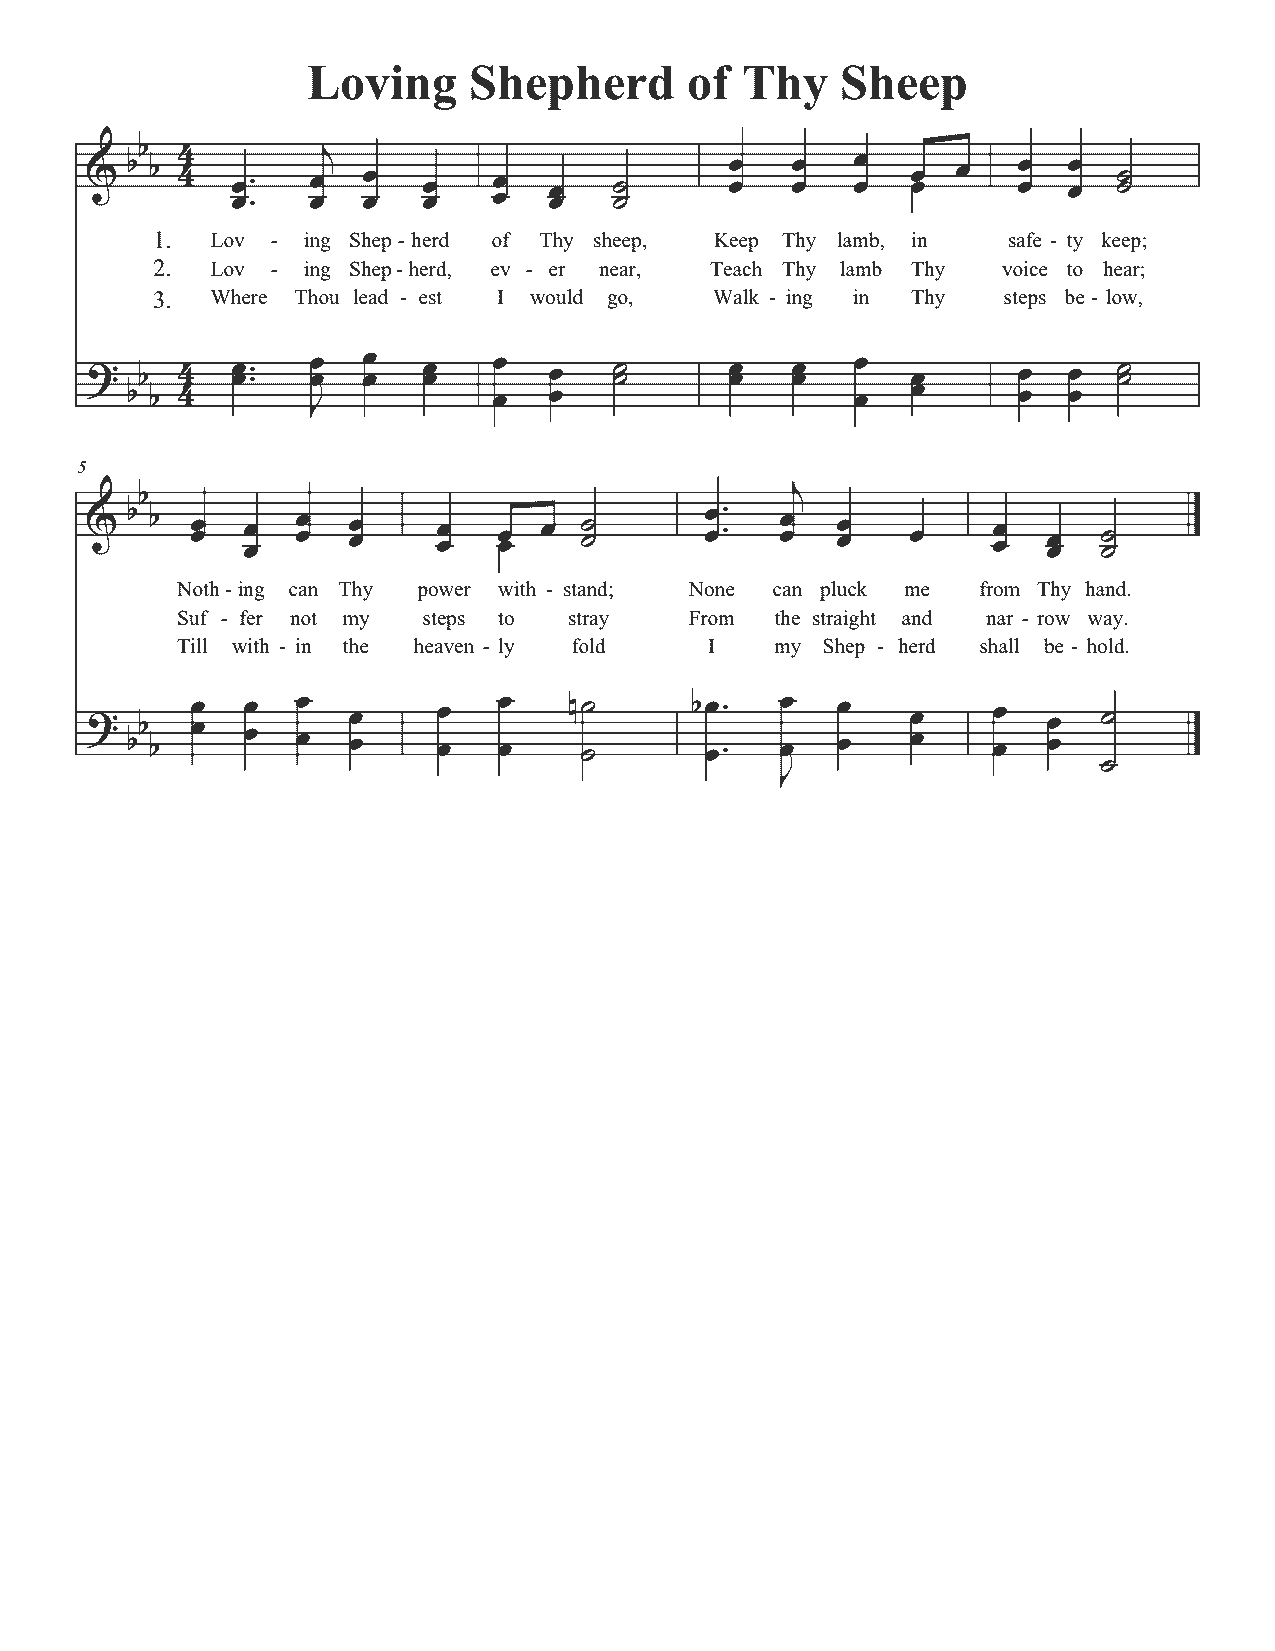 Loving Shepherd of Thy Sheep
4
4
1. Lov - ing Shep - herd of Thy sheep, Keep Thy lamb, in safe - ty keep;
2. Lov - ing Shep - herd, ev - er near, Teach Thy lamb Thy voice to hear;
3. Where Thou lead - est I would go, Walk - ing in Thy steps be - low,
4
4
5
Noth - ing can Thy power with - stand; None can pluck me from Thy hand.
Suf - fer not my steps to stray From the straight and nar - row way.
Till with - in the heaven - ly fold I my Shep - herd shall be - hold.